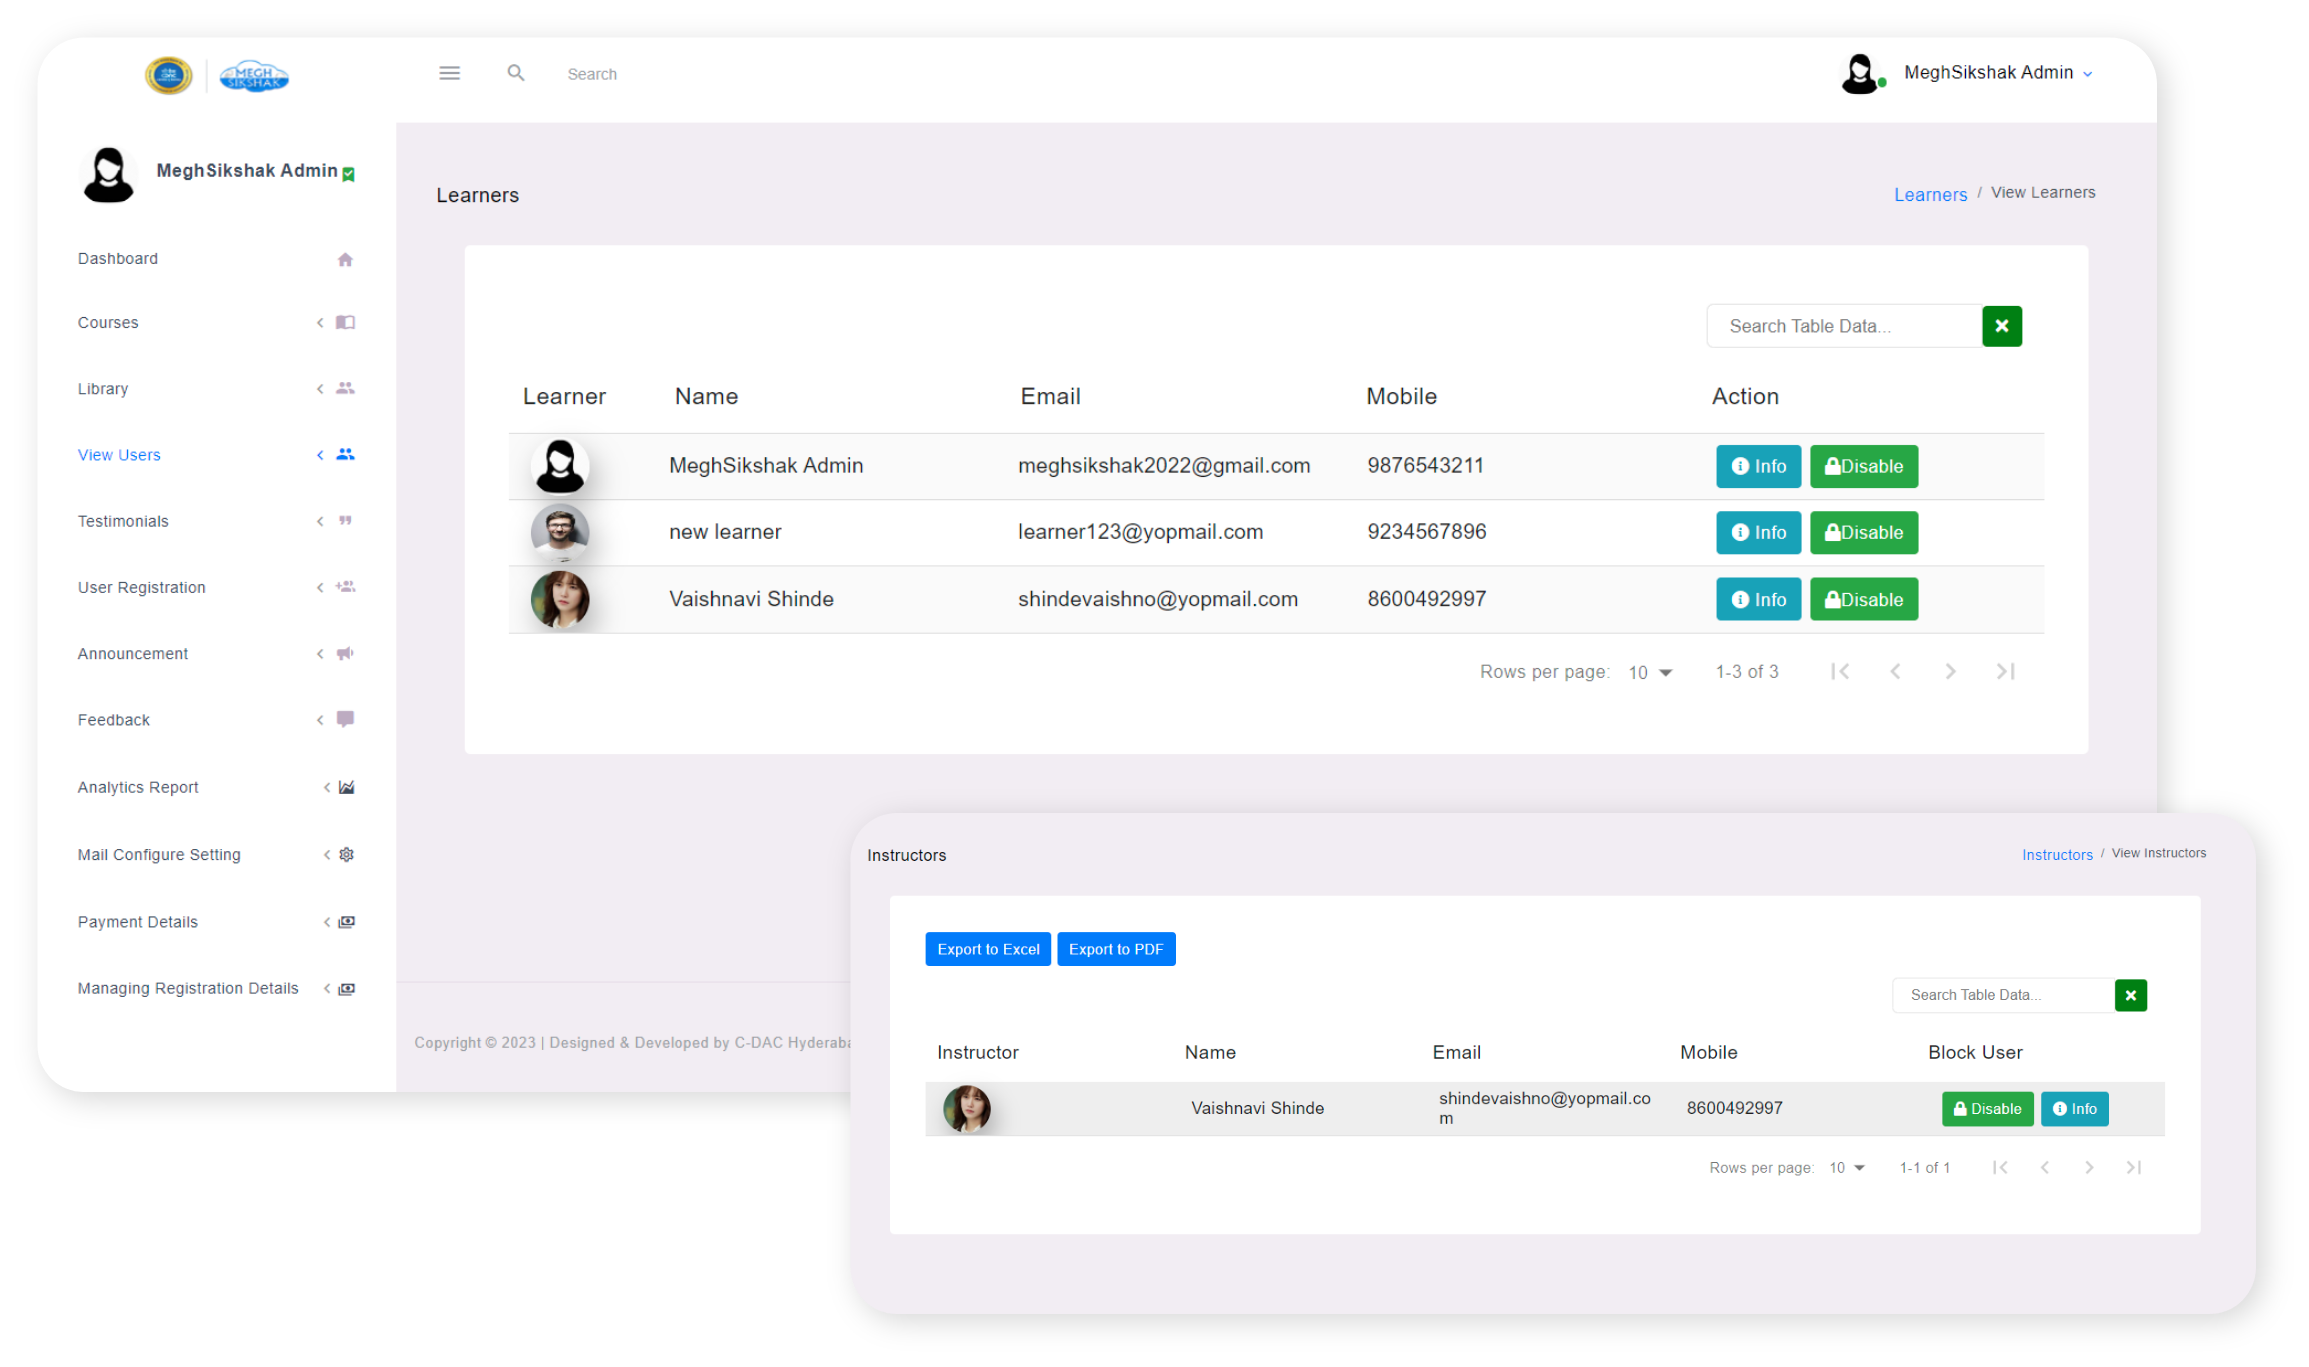 MEGH
SIKSHAK
Search
MeghSikshak Admin
MeghSikshak Admin
Dashboard
Courses
Library
View Users
Testimonials
User Registration
Announcement
Feedback
Analytics Report
Mail Configure Setting
Payment Details
Managing Registration Details
Learners
Learners / View Learners
Search Table Data...
Learner Name Email Mobile Action
MeghSikshak Admin meghsikshak2022@gmail.com 9876543211 Info Disable
new learner learner123@yopmail.com 9234567896 Info Disable
Vaishnavi Shinde shindevaishno@yopmail.com 8600492997 Info Disable
Rows per page: 10 1-3 of 3
Copyright © 2023 | Designed & Developed by C-DAC Hyderaba
Instructors
Instructors / View Instructors
Export to Excel Export to PDF
Search Table Data...
Instructor Name Email Mobile Block User
Vaishnavi Shinde shindevaishno@yopmail.co 8600492997 Disable Info
m
Rows per page: 10 1-1 of 1